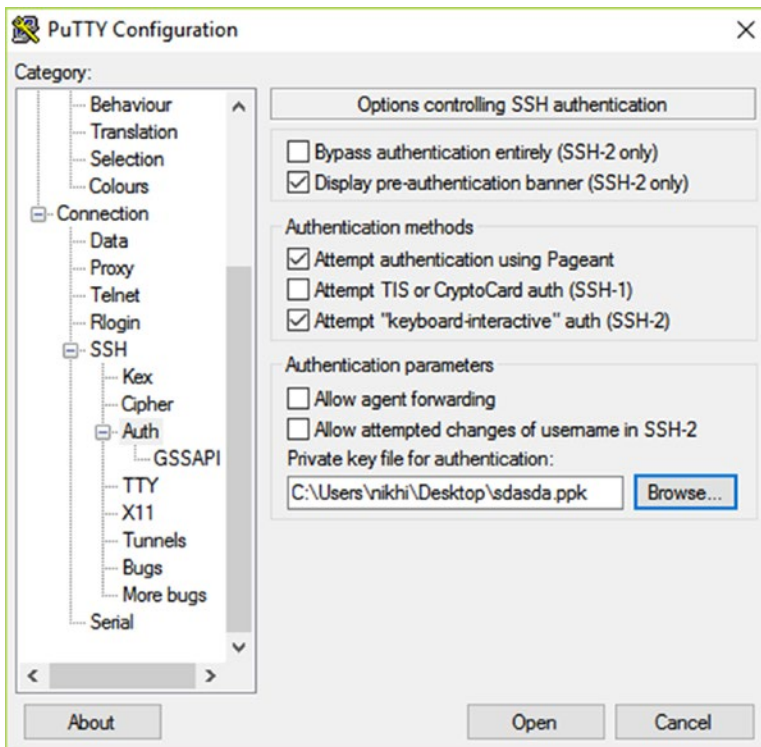 PuTTY Configuration
Category:
Behaviour
Translation
Selection
Colours
Connection
Data
Proxy
Telnet
Rlogin
SSH
Kex
Cipher
Auth
GSSAPI
TTY
X11
Tunnels
Bugs
More bugs
Serial
Options controlling SSH authentication
Bypass authentication entirely (SSH-2 only)
Display pre-authentication banner (SSH-2 only)
Authentication methods
Attempt authentication using Pageant
Attempt TIS or CryptoCard auth (SSH-1)
Attempt "keyboard-interactive" auth (SSH-2)
Authentication parameters
Allow agent forwarding
Allow attempted changes of username in SSH-2
Private key file for authentication:
C:\Users\nikhi\Desktop\sdasda.ppk
Browse...
About
Open
Cancel